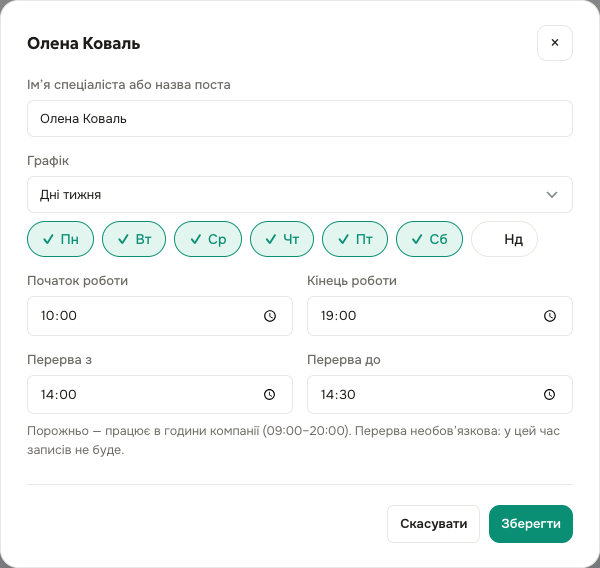 Олена Коваль
×
Ім’я спеціаліста або назва поста
Олена Коваль
Графік
Дні тижня
✓ Пн ✓ Вт ✓ Ср ✓ Чт ✓ Пт ✓ Сб Нд
Початок роботи Кінець роботи
10:00 19:00
Перерва з Перерва до
14:00 14:30
Порожньо — працює в години компанії (09:00–20:00). Перерва необов’язкова: у цей час
записів не буде.
Скасувати Зберегти